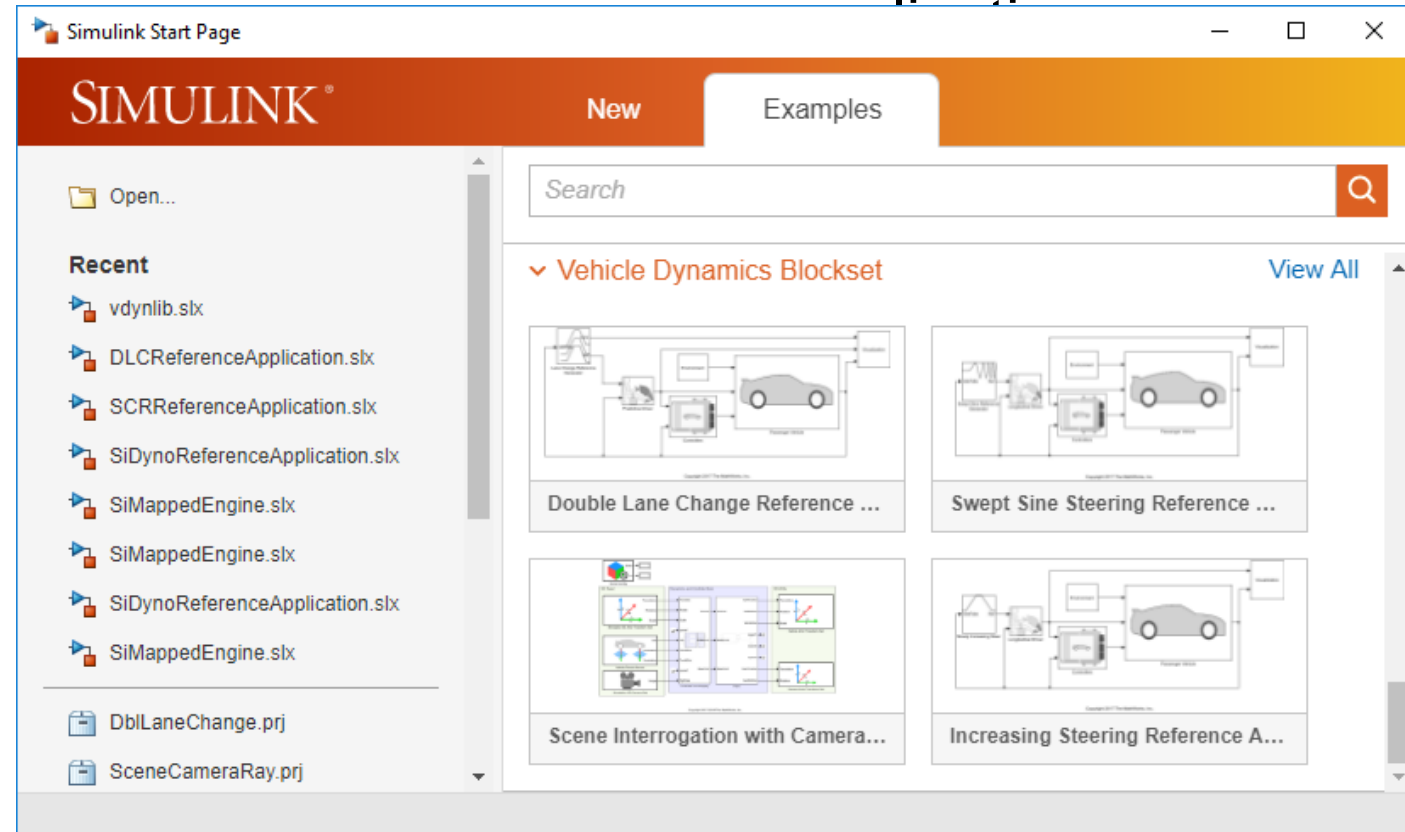 Simulink Start Page
SIMULINK®
New
Examples
Open...
Recent
vdynlib.slx
DLCReferenceApplication.slx
SCRReferenceApplication.slx
SiDynoReferenceApplication.slx
SiMappedEngine.slx
SiMappedEngine.slx
SiDynoReferenceApplication.slx
SiMappedEngine.slx
DblLaneChange.prj
SceneCameraRay.prj
Search
Vehicle Dynamics Blockset
View All
Double Lane Change Reference ...
Swept Sine Steering Reference ...
Scene Interrogation with Camera...
Increasing Steering Reference A...